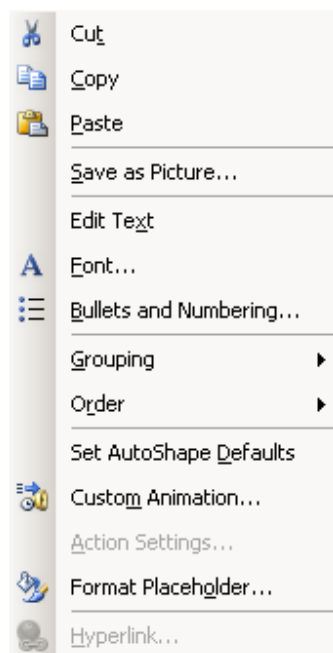 Cut
Copy
Paste
Save as Picture...
Edit Text
Font...
Bullets and Numbering...
Grouping
Order
Set AutoShape Defaults
Custom Animation...
Action Settings...
Format Placeholder...
Hyperlink...